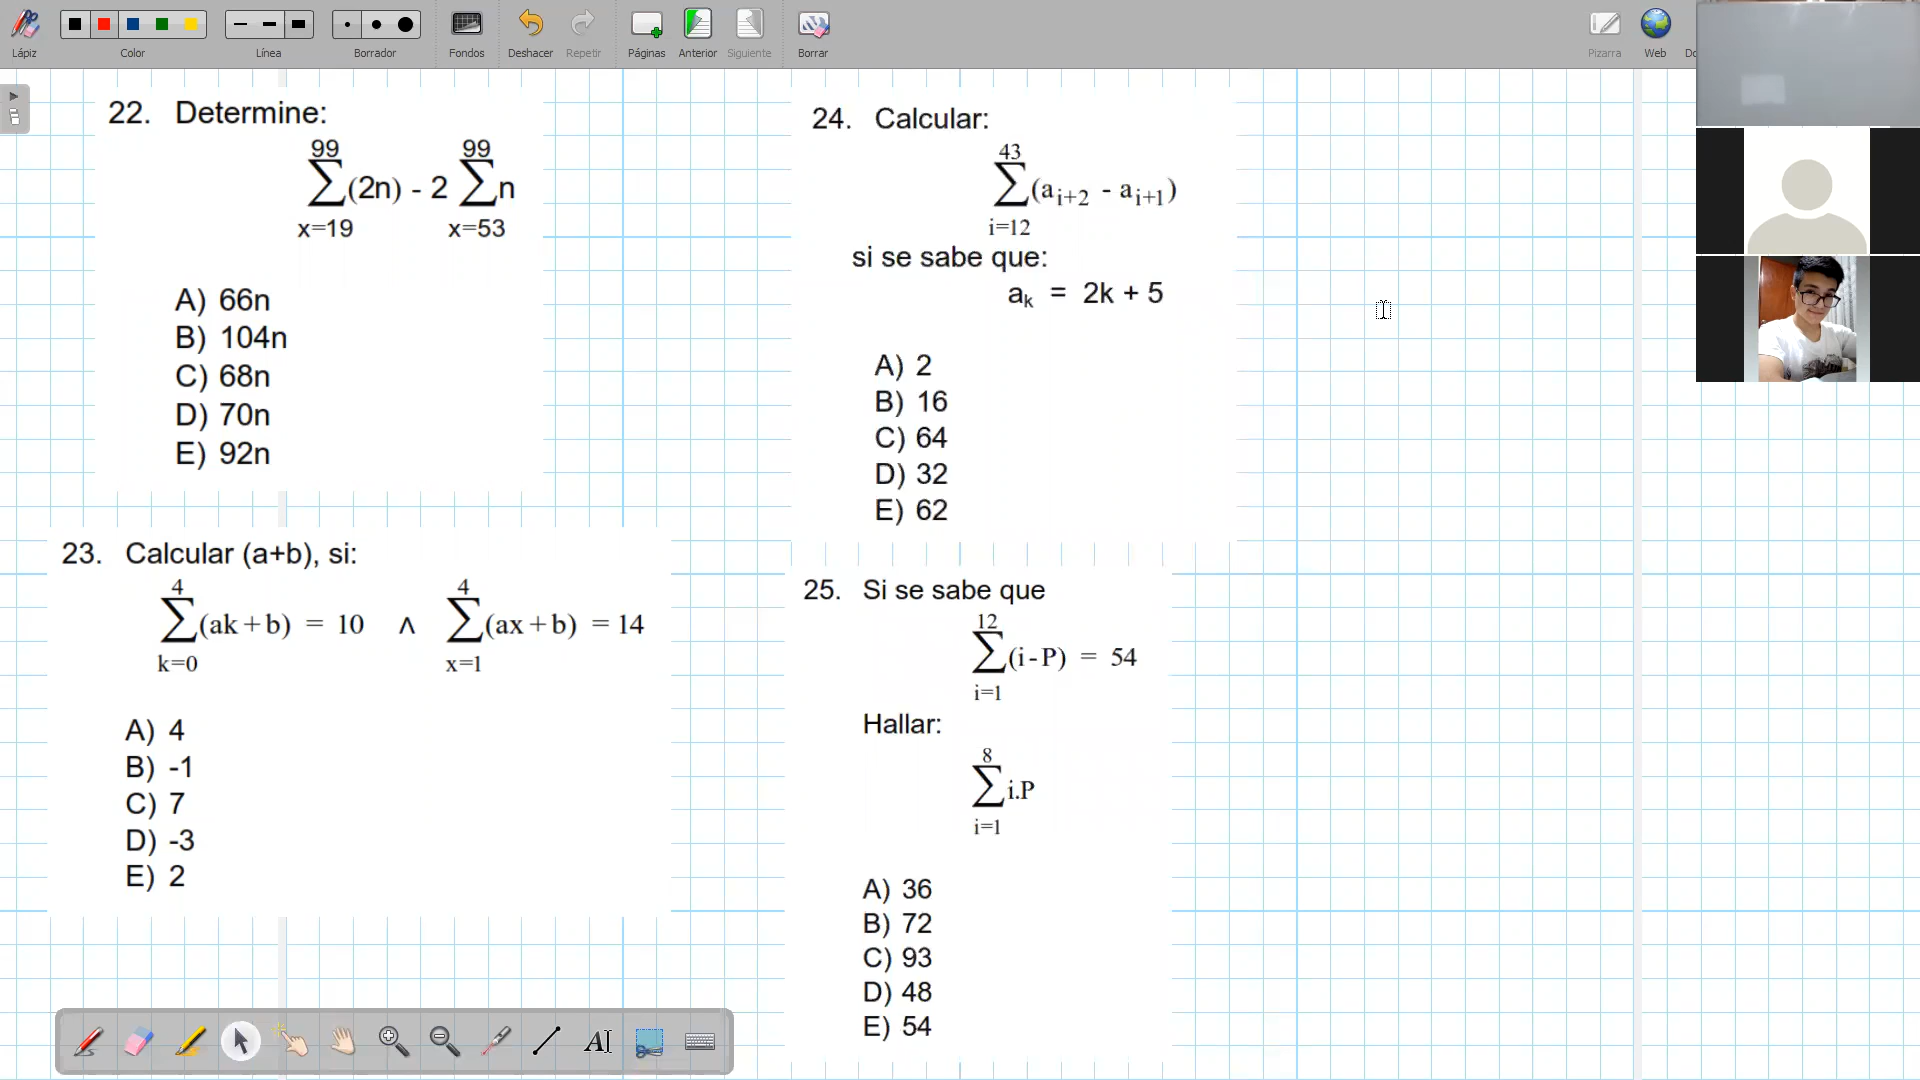 Lápiz
Color
Línea
Borrador
Fondos
Deshacer
Repetir
Páginas
Anterior
Siguiente
Borrar
Pizarra
Web
22. Determine:
99 99
∑(2n) - 2 ∑n
x=19 x=53
A) 66n
B) 104n
C) 68n
D) 70n
E) 92n
23. Calcular (a+b), si:
4 4
∑(ak+b) = 10 ∧ ∑(ax+b) = 14
k=0 x=1
A) 4
B) -1
C) 7
D) -3
E) 2
24. Calcular:
43
∑(a_{i+2} - a_{i+1})
i=12
si se sabe que:
a_k = 2k + 5
A) 2
B) 16
C) 64
D) 32
E) 62
25. Si se sabe que
12
∑(i-P) = 54
i=1
Hallar:
8
∑i.P
i=1
A) 36
B) 72
C) 93
D) 48
E) 54